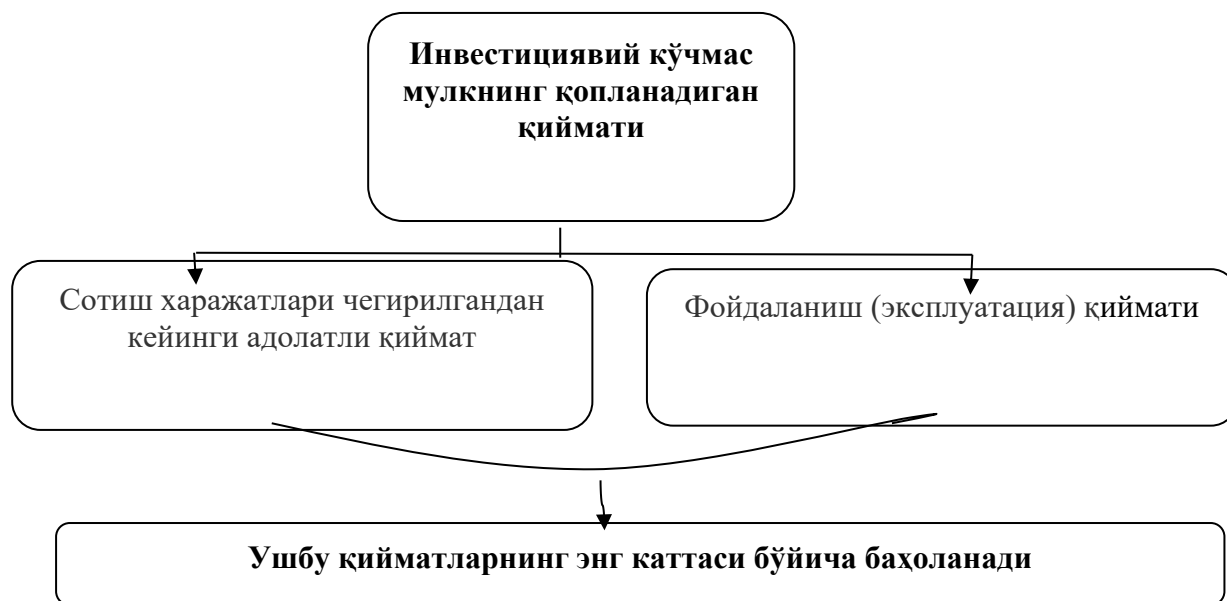 Инвестициявий кўчмас
мулкнинг қопланадиган
қиймати
Сотиш харажатлари чегирилгандан
кейинги адолатли қиймат
Фойдаланиш (эксплуатация) қиймати
Ушбу қийматларнинг энг каттаси бўйича баҳоланади